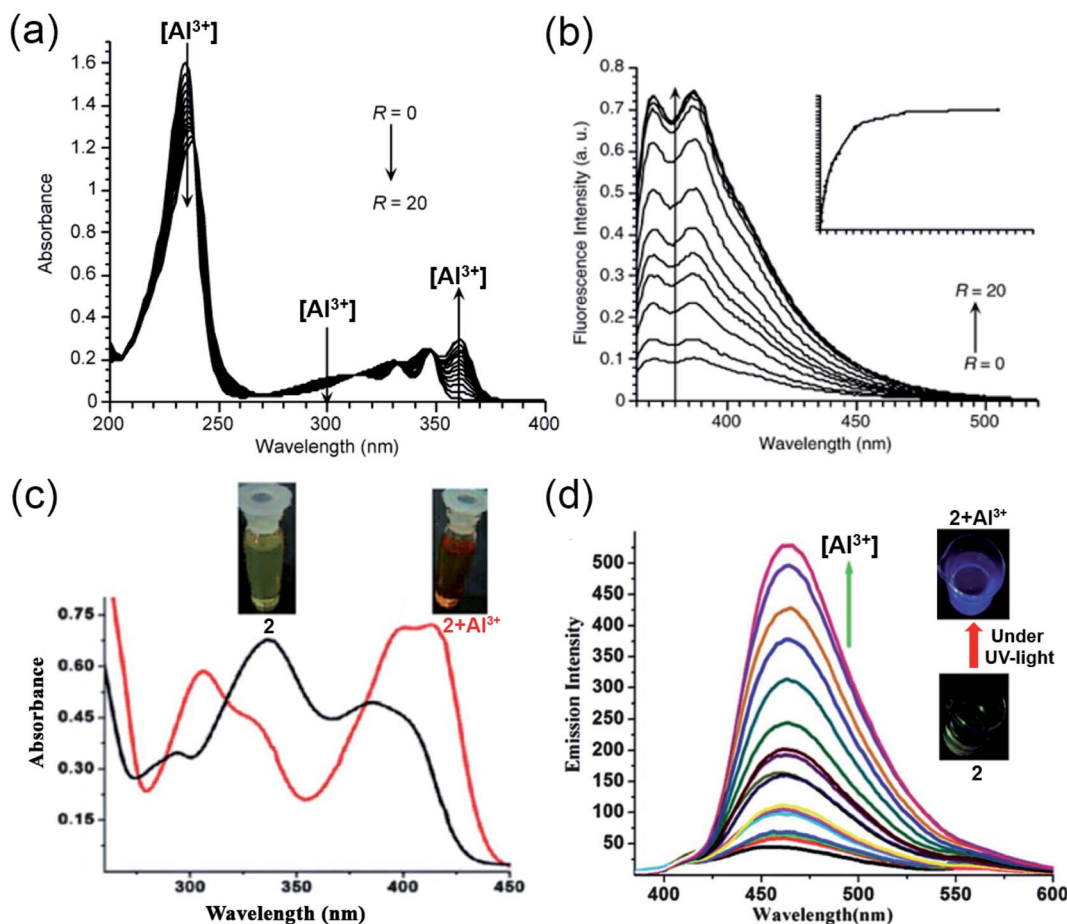 (a)
[Al³⁺]
1.6
1.4
1.2
1
0.8
0.6
0.4
0.2
0
Absorbance
R = 0
R = 20
[Al³⁺]
[Al³⁺]
200
250
300
350
400
Wavelength (nm)
(b)
0.8
0.7
0.6
0.5
0.4
0.3
0.2
0.1
0
Fluorescence Intensity (a. u.)
R = 20
R = 0
400
450
500
Wavelength (nm)
(c)
2
2+Al³⁺
0.75
0.60
0.45
0.30
0.15
Absorbance
300
350
400
450
Wavelength (nm)
(d)
2+Al³⁺
[Al³⁺]
Under
UV-light
2
500
450
400
350
300
250
200
150
100
50
Emission Intensity
400
450
500
550
600
Wavelength(nm)